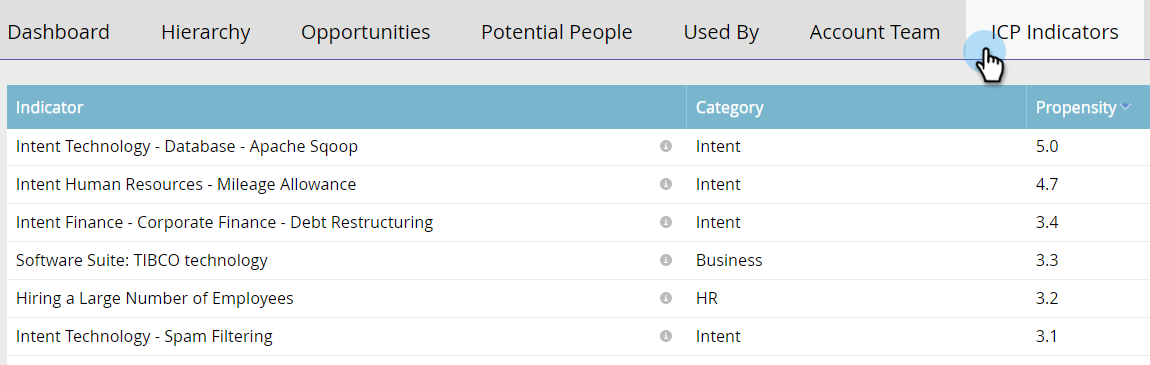 Dashboard Hierarchy Opportunities Potential People Used By Account Team ICP Indicators
Indicator Category Propensity
Intent Technology - Database - Apache Sqoop Intent 5.0
Intent Human Resources - Mileage Allowance Intent 4.7
Intent Finance - Corporate Finance - Debt Restructuring Intent 3.4
Software Suite: TIBCO technology Business 3.3
Hiring a Large Number of Employees HR 3.2
Intent Technology - Spam Filtering Intent 3.1